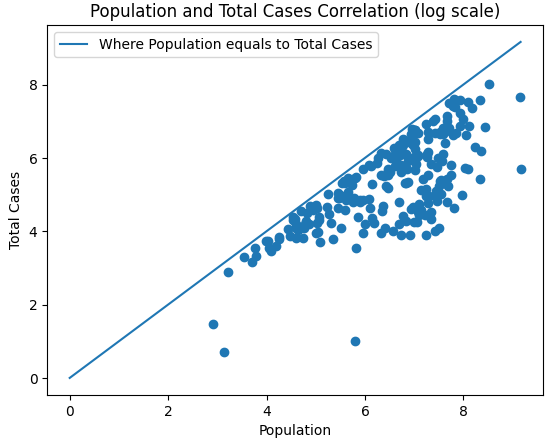 Population and Total Cases Correlation (log scale)
Where Population equals to Total Cases
Total Cases
8
6
4
2
0
0 2 4 6 8
Population